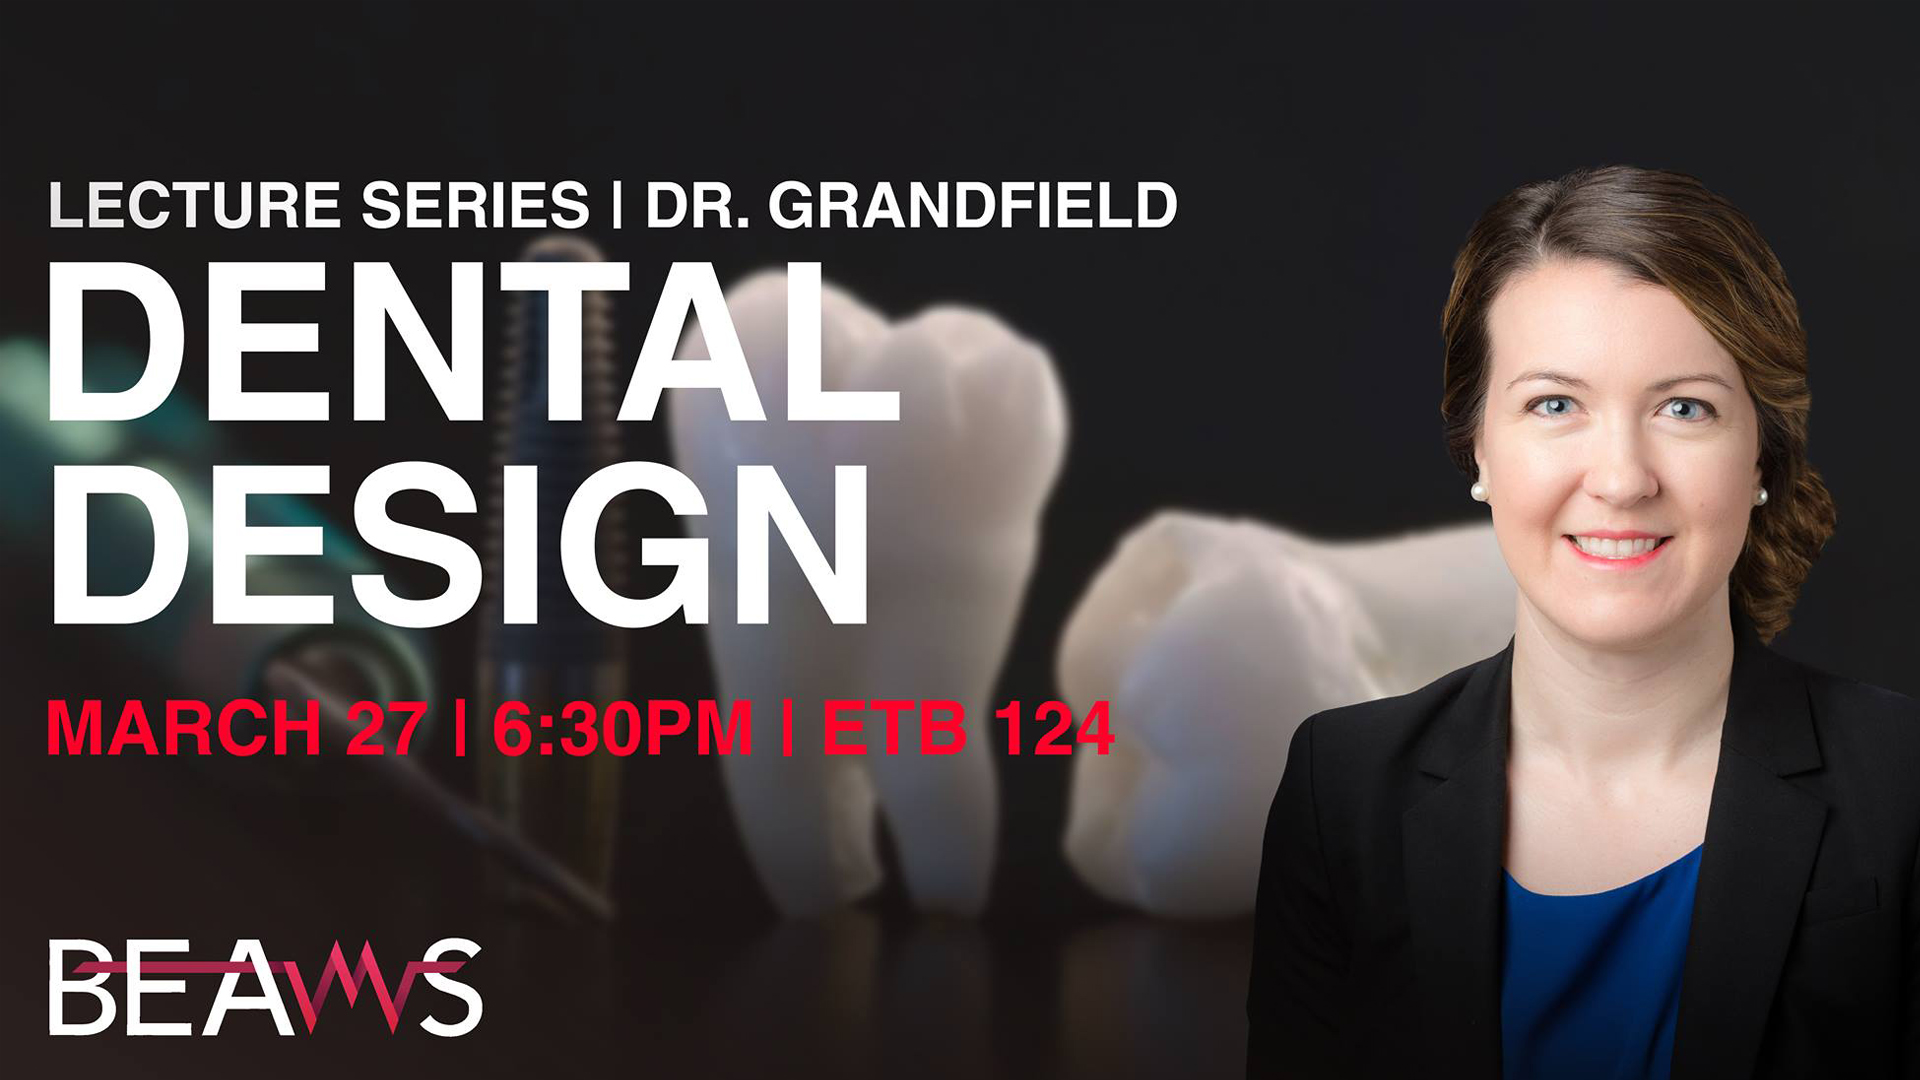 LECTURE SERIES | DR. GRANDFIELD
DENTAL
DESIGN
MARCH 27 | 6:30PM | ETB 124
BEAMS